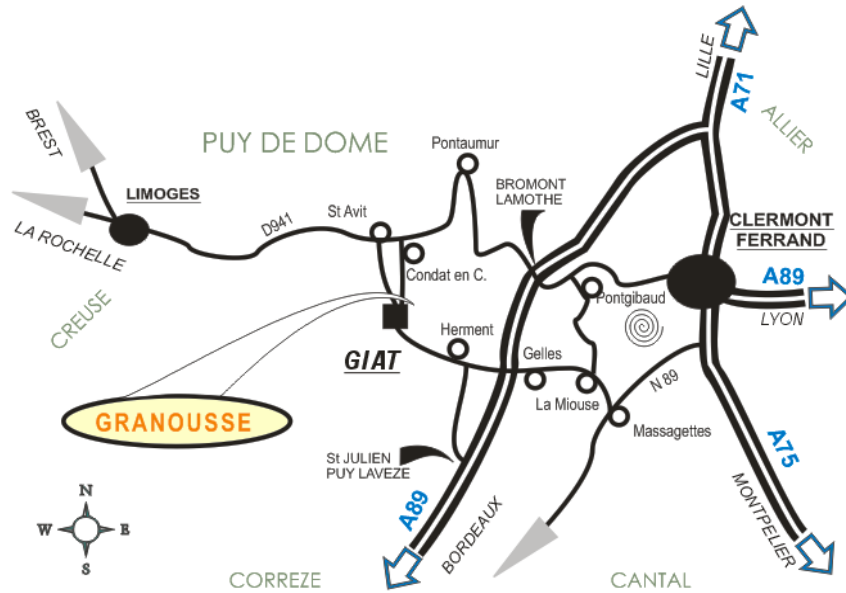 LILLE
A71
ALLIER
BREST
PUY DE DOME
Pontaumur
BROMONT
LAMOTHE
LIMOGES
St Avit
D941
CLERMONT
FERRAND
LA ROCHELLE
Condat en C.
A89
Pontgibaud
LYON
CREUSE
Herment
GIAT
Gelles
N 89
La Miouse
GRANOUSSE
Massagettes
St JULIEN
PUY LAVEZE
A75
A89
BORDEAUX
MONTPELIER
N
W
E
S
CORREZE
CANTAL